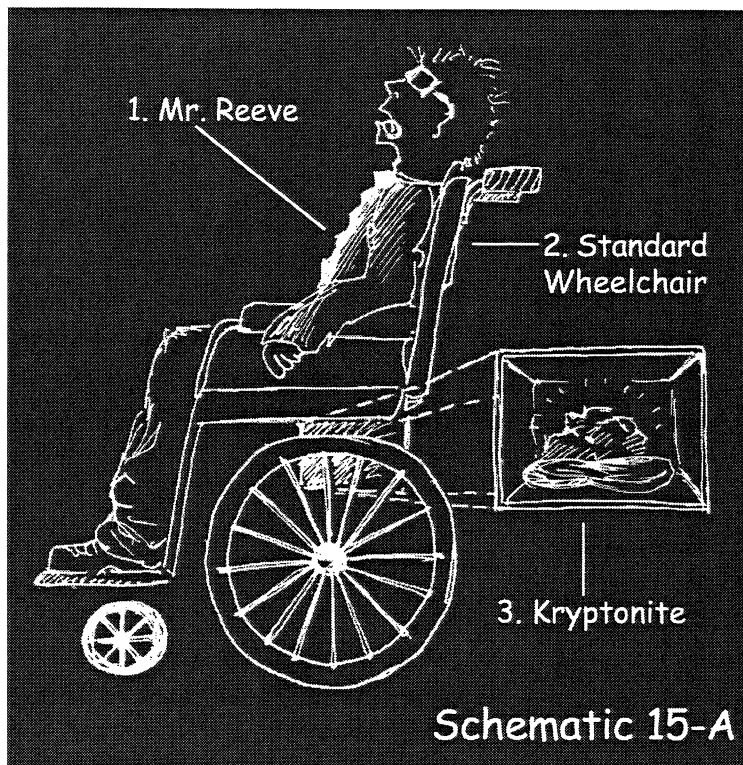 1. Mr. Reeve
2. Standard
Wheelchair
3. Kryptonite
Schematic 15-A